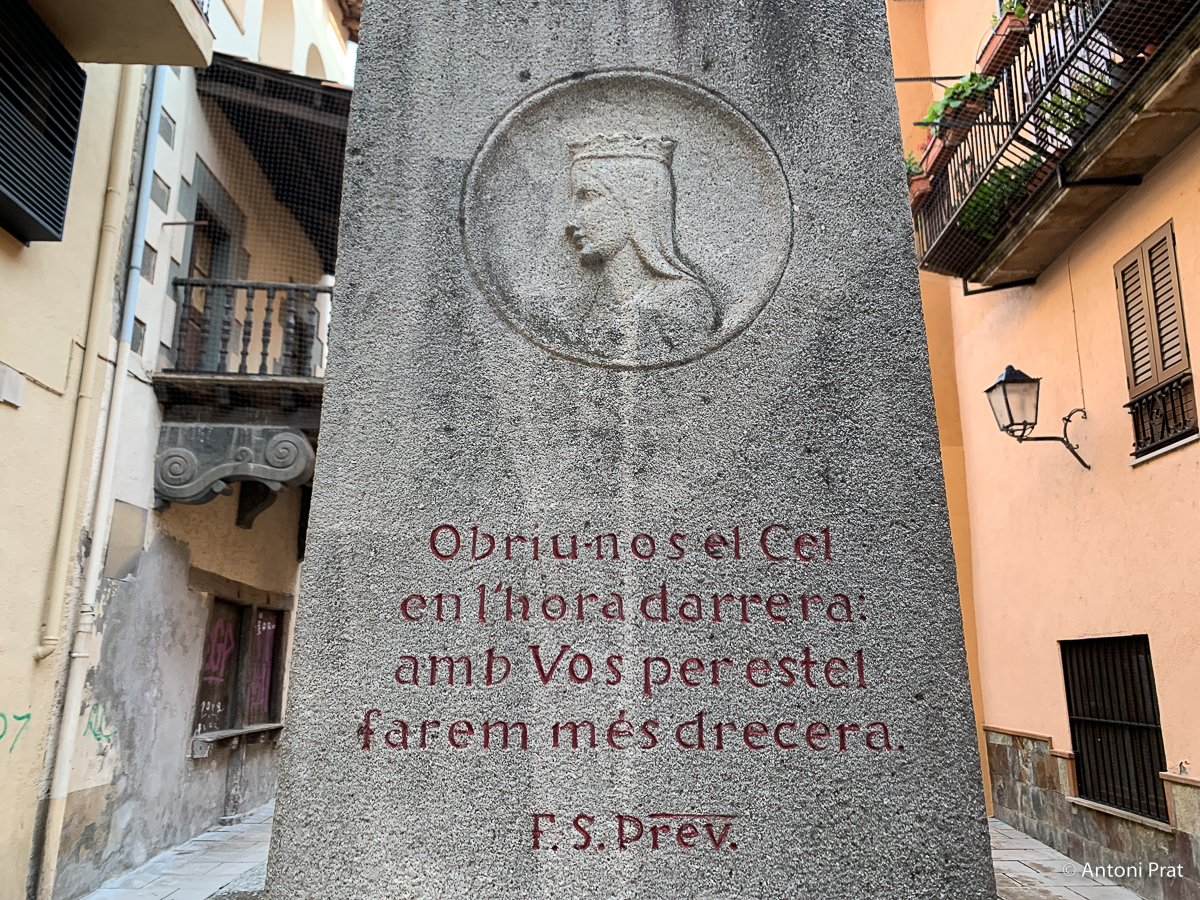 Obriu-nos el Cel
en l'hora darrera:
amb Vos per estel
farem més drecera.
F. S. Prev.
© Antoni Prat